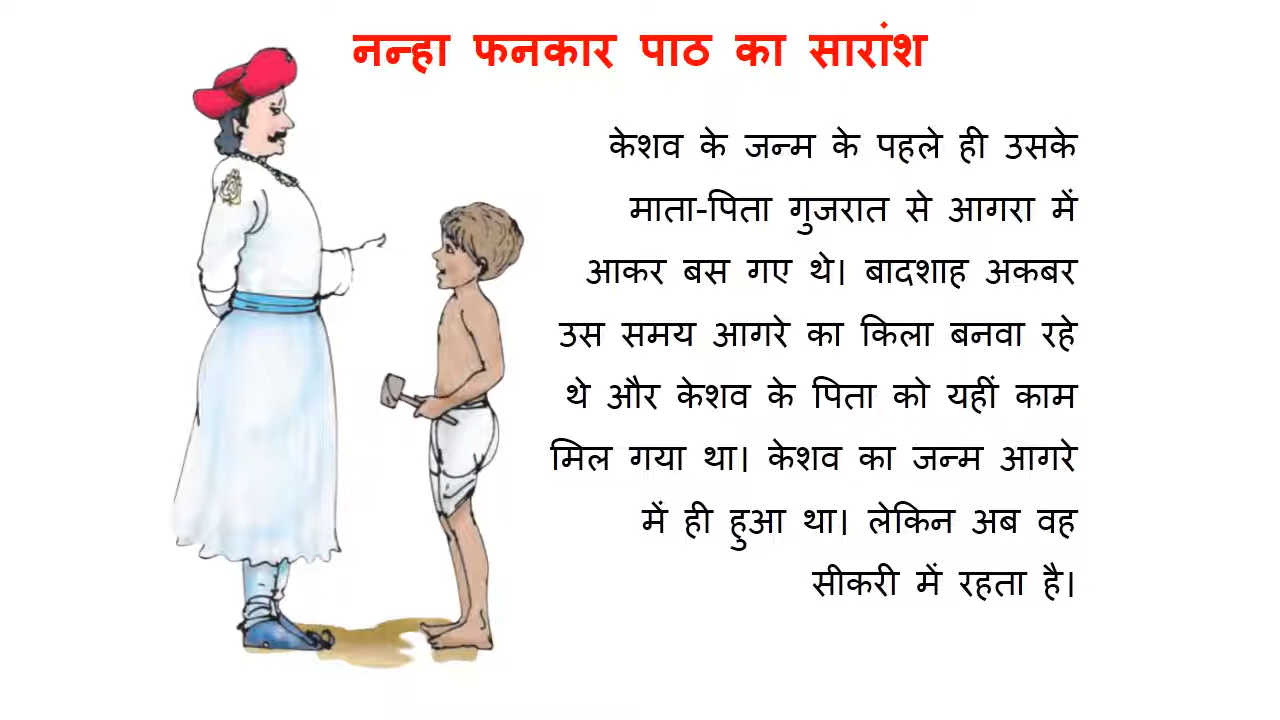 नन्हा फनकार पाठ का सारांश
केशव के जन्म के पहले ही उसके
माता-पिता गुजरात से आगरा में
आकर बस गए थे। बादशाह अकबर
उस समय आगरे का किला बनवा रहे
थे और केशव के पिता को यहीं काम
मिल गया था। केशव का जन्म आगरे
में ही हुआ था। लेकिन अब वह
सीकरी में रहता है।